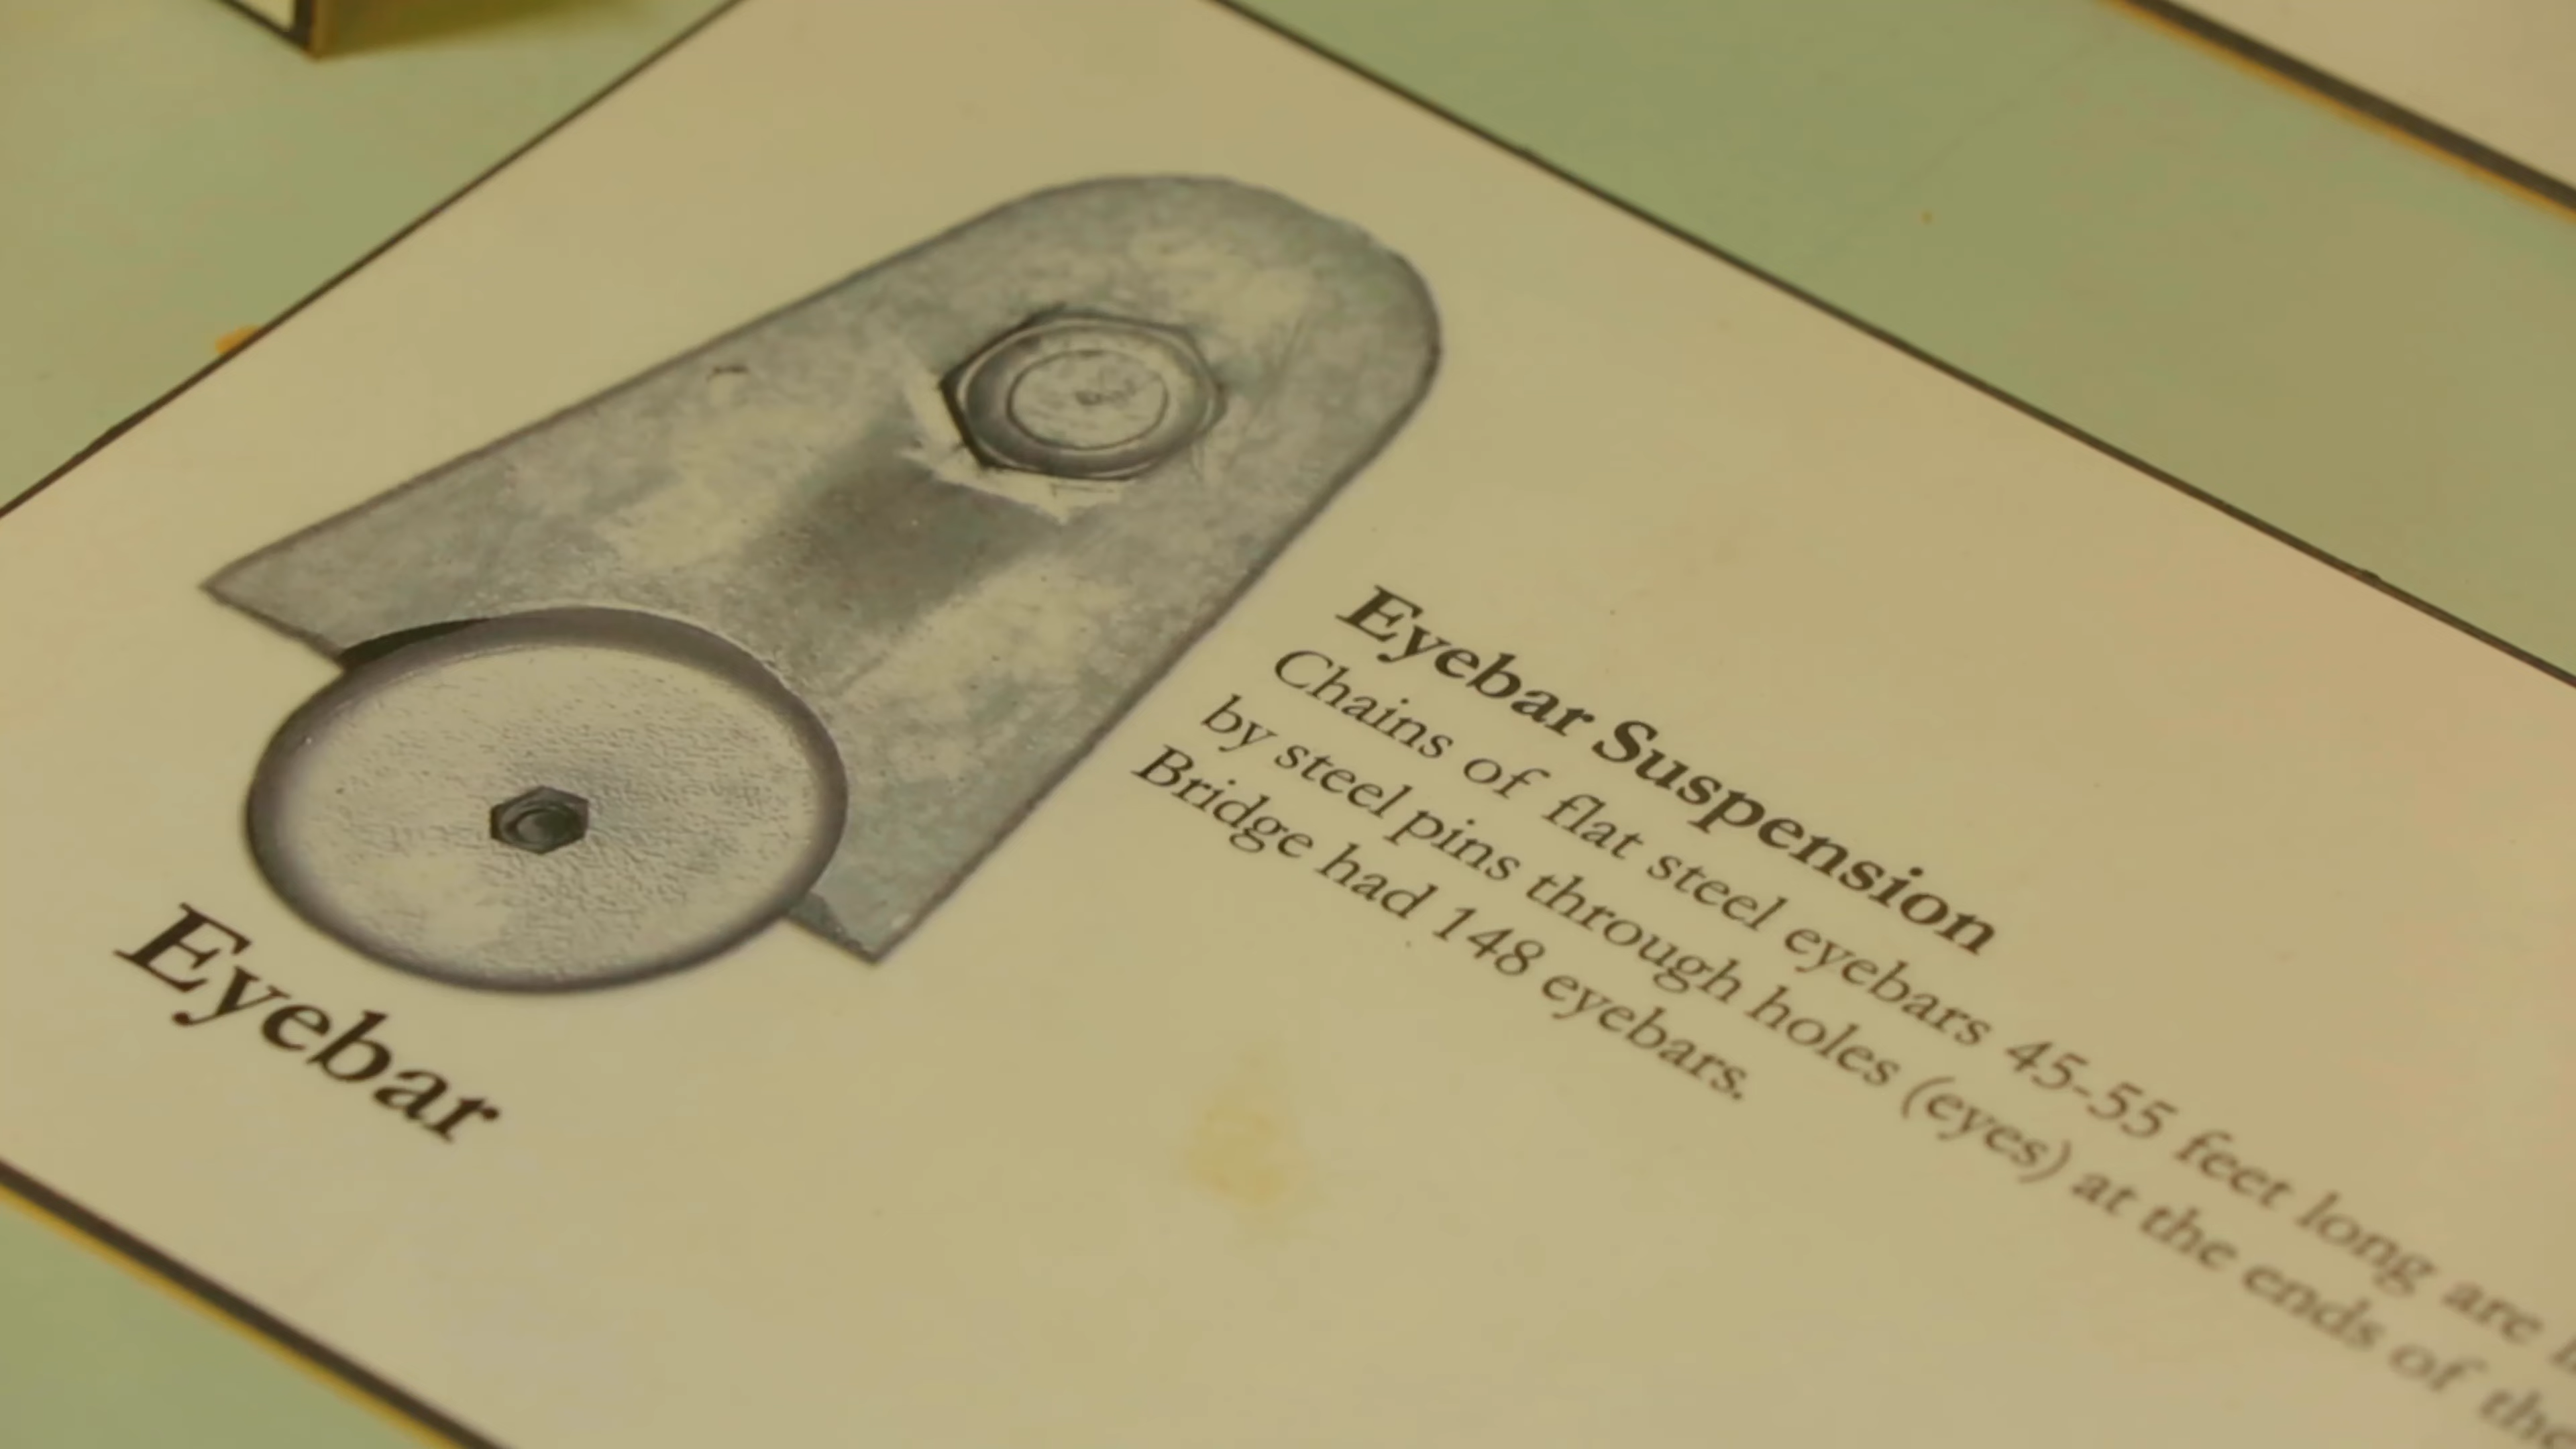 Eyebar Suspension
Chains of flat steel eyebars 45-55 feet long are
by steel pins through holes (eyes) at the ends of the
Bridge had 148 eyebars.
Eyebar